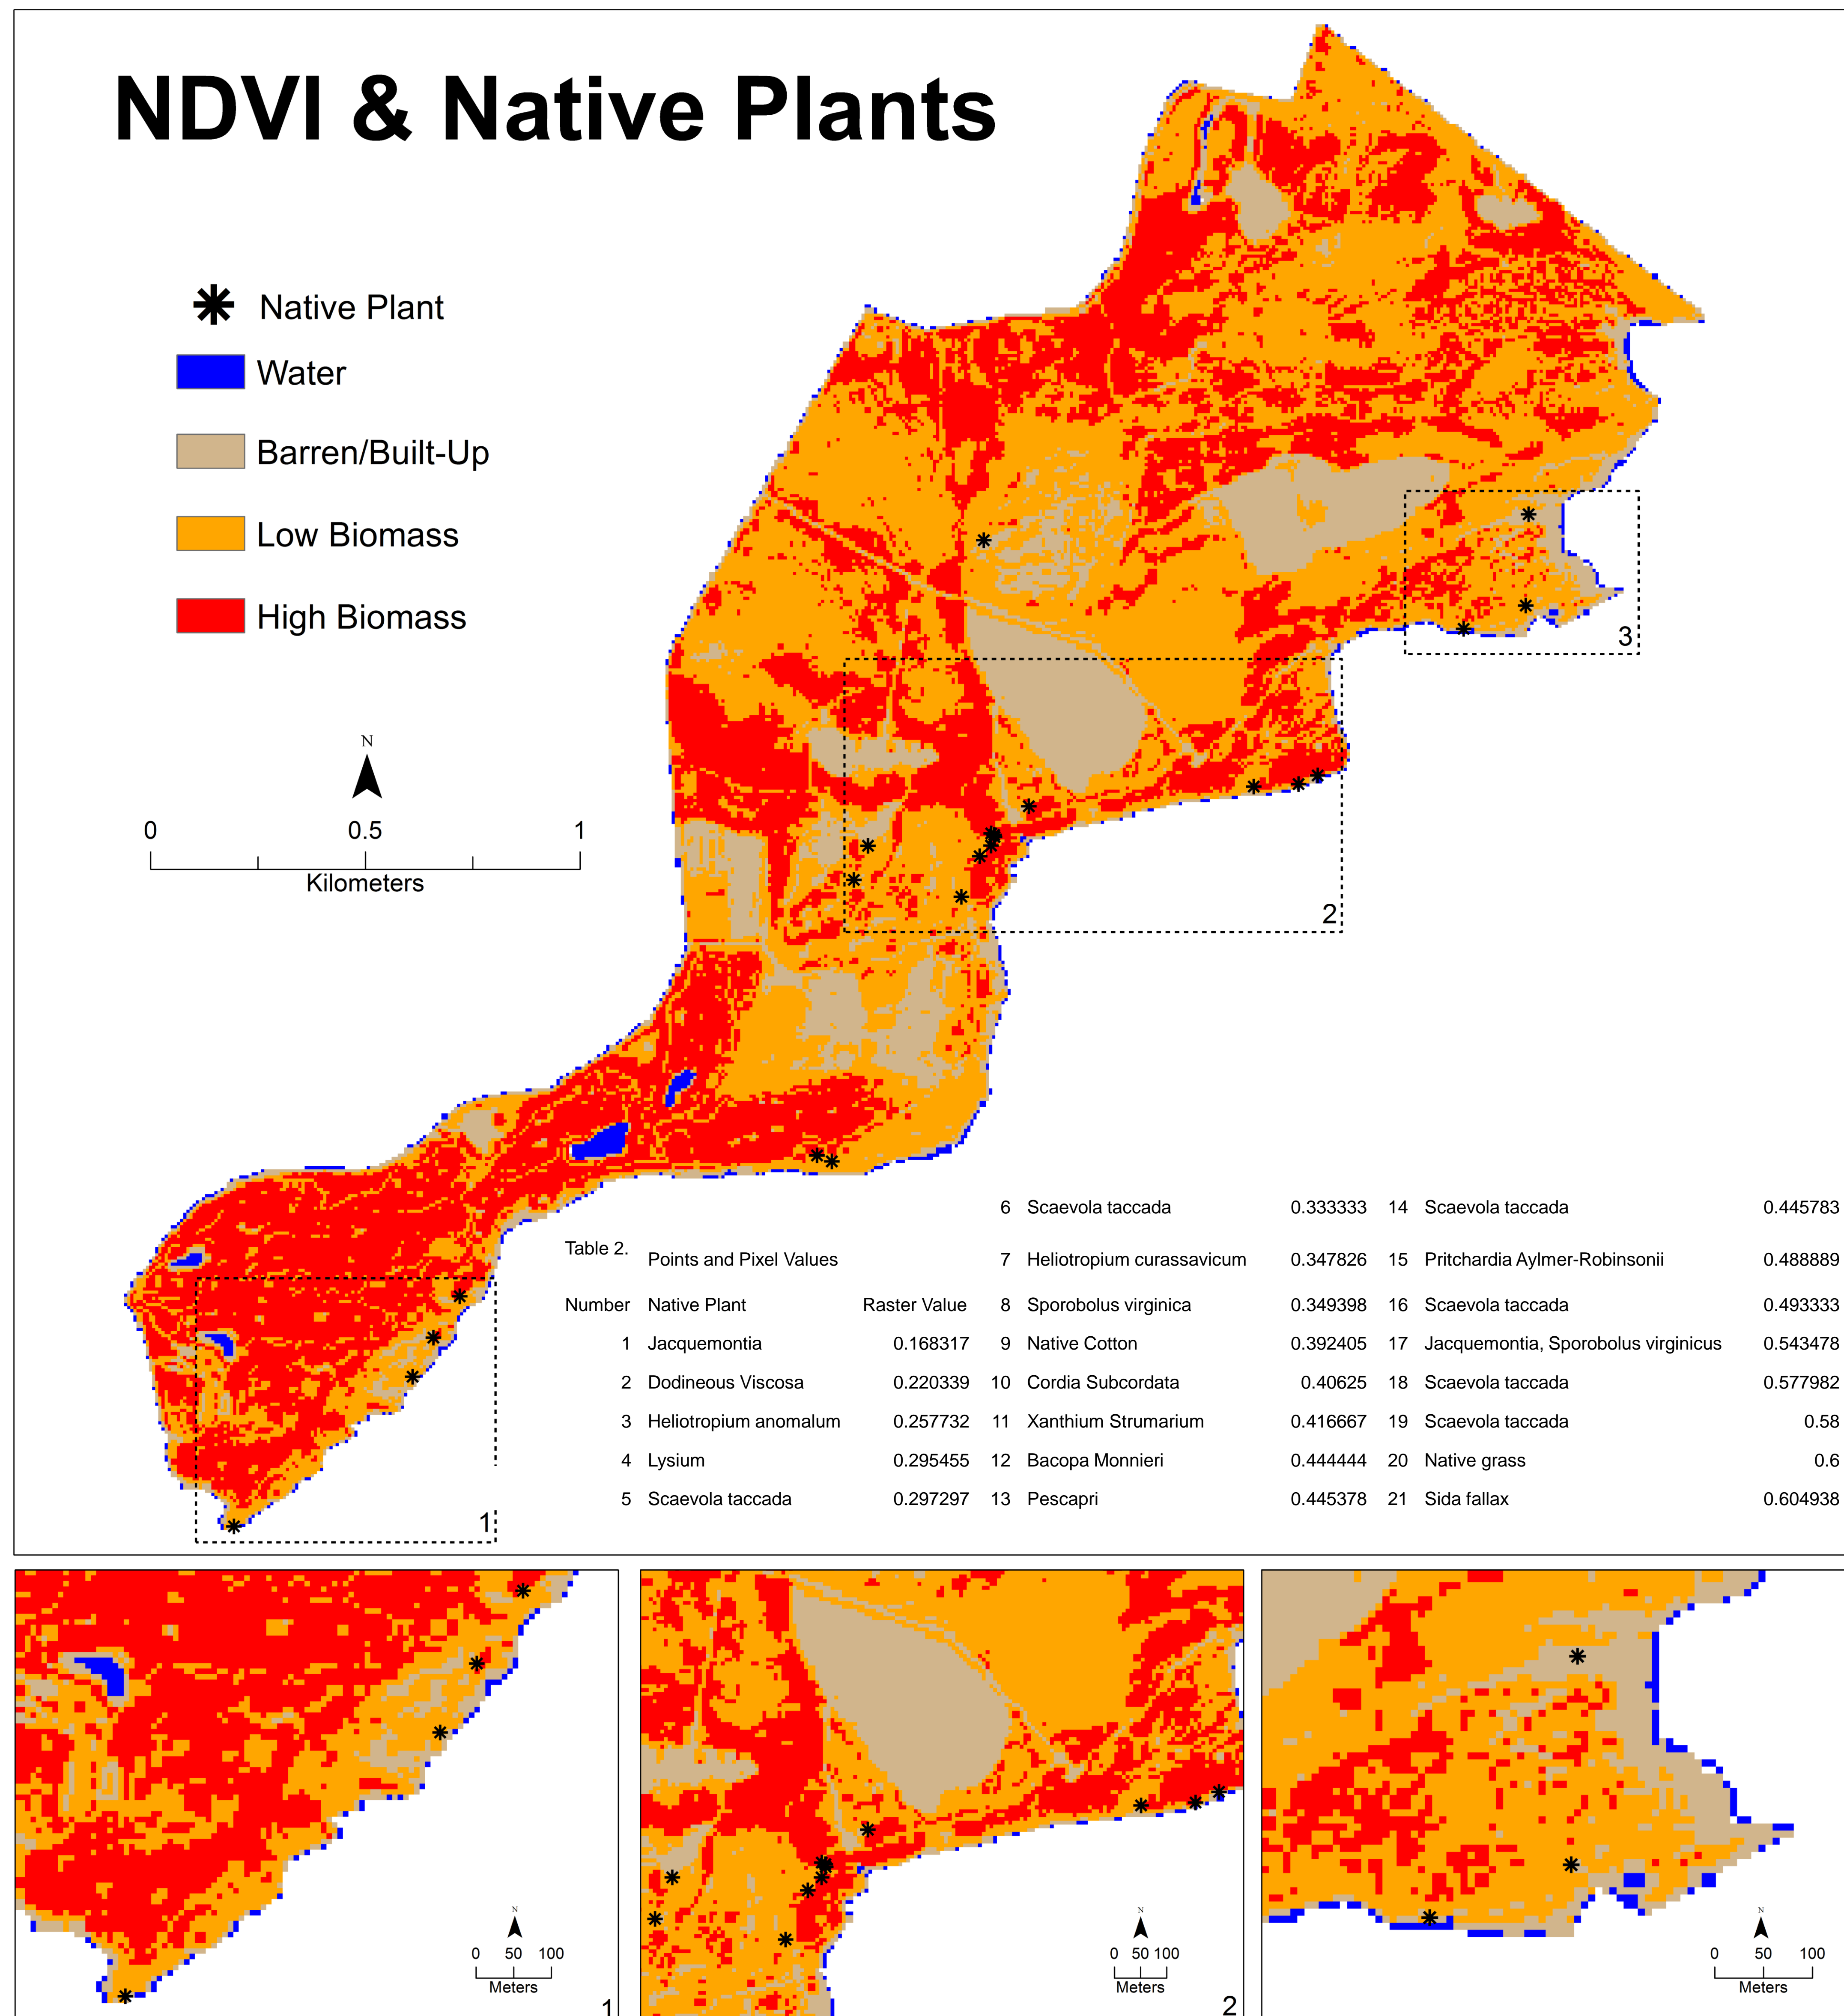 NDVI & Native Plants
Native Plant
Water
Barren/Built-Up
Low Biomass
High Biomass
N
0 0.5 1
Kilometers
3
2
1
Table 2. Points and Pixel Values
Number Native Plant Raster Value
1 Jacquemontia 0.168317
2 Dodineous Viscosa 0.220339
3 Heliotropium anomalum 0.257732
4 Lysium 0.295455
5 Scaevola taccada 0.297297
6 Scaevola taccada 0.333333
7 Heliotropium curassavicum 0.347826
8 Sporobolus virginica 0.349398
9 Native Cotton 0.392405
10 Cordia Subcordata 0.40625
11 Xanthium Strumarium 0.416667
12 Bacopa Monnieri 0.444444
13 Pescapri 0.445378
14 Scaevola taccada 0.445783
15 Pritchardia Aylmer-Robinsonii 0.488889
16 Scaevola taccada 0.493333
17 Jacquemontia, Sporobolus virginicus 0.543478
18 Scaevola taccada 0.577982
19 Scaevola taccada 0.58
20 Native grass 0.6
21 Sida fallax 0.604938
N
0 50 100
Meters
1
N
0 50 100
Meters
2
N
0 50 100
Meters